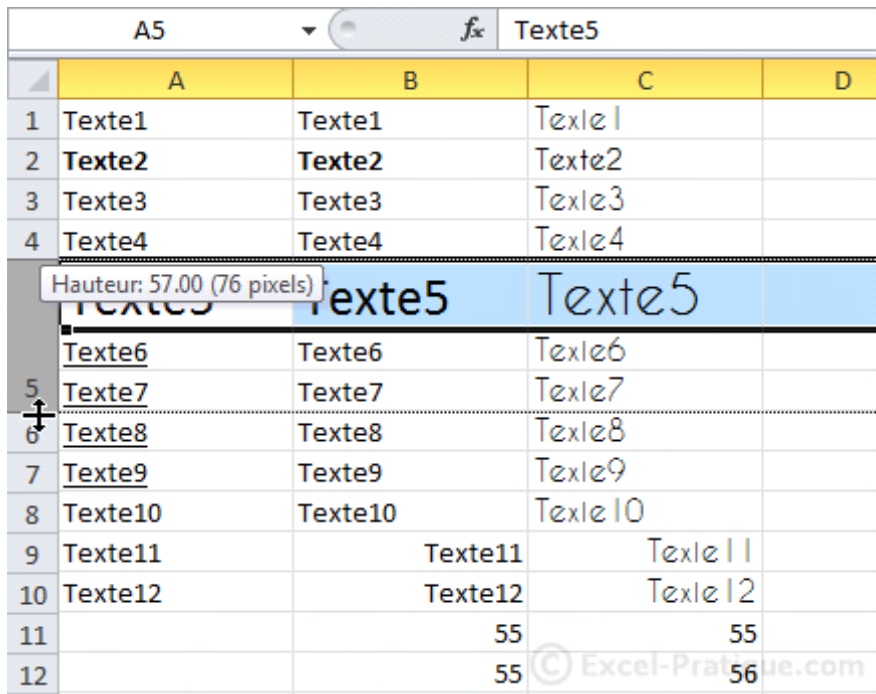 A5 fx Texte5
A B C D
1 Texte1 Texte1 Texte1
2 Texte2 Texte2 Texte2
3 Texte3 Texte3 Texte3
4 Texte4 Texte4 Texte4
Hauteur: 57.00 (76 pixels)
Texte5 Texte5 Texte5
Texte6 Texte6 Texte6
5 Texte7 Texte7 Texte7
6 Texte8 Texte8 Texte8
7 Texte9 Texte9 Texte9
8 Texte10 Texte10 Texte10
9 Texte11 Texte11 Texte11
10 Texte12 Texte12 Texte12
11 55 55
12 55 56
© Excel-Pratique.com